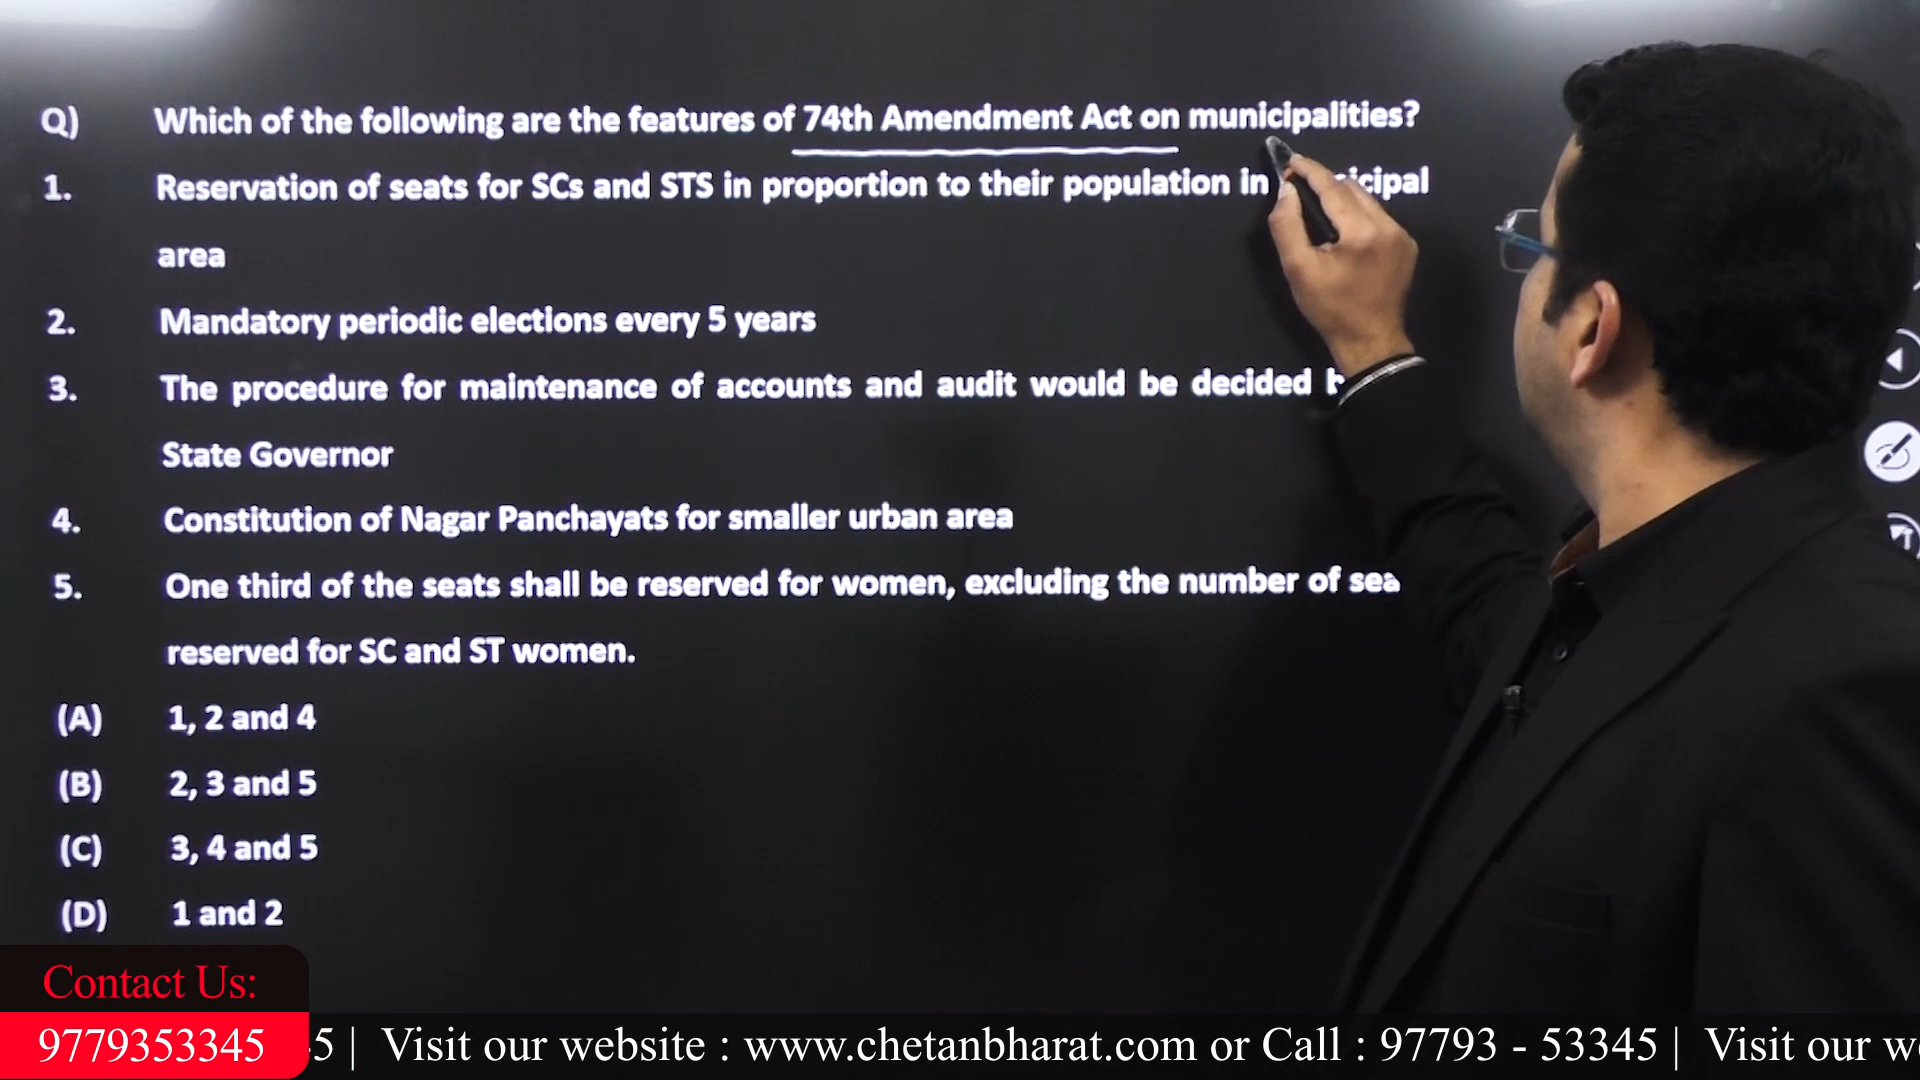 Q) Which of the following are the features of 74th Amendment Act on municipalities?
1. Reservation of seats for SCs and STS in proportion to their population in
area
2. Mandatory periodic elections every 5 years
3. The procedure for maintenance of accounts and audit would be decided
State Governor
4. Constitution of Nagar Panchayats for smaller urban area
5. One third of the seats shall be reserved for women, excluding the number of
reserved for SC and ST women.
(A) 1, 2 and 4
(B) 2, 3 and 5
(C) 3, 4 and 5
(D) 1 and 2
Contact Us:
9779353345
| Visit our website : www.chetanbharat.com or Call : 97793 - 53345 | Visit our